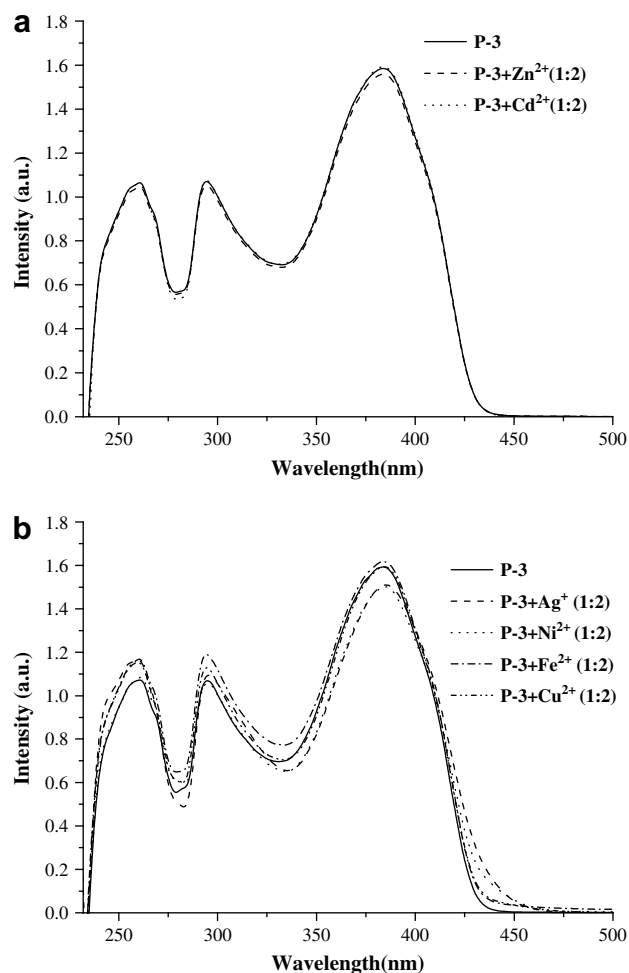 a
P-3
P-3+Zn²⁺(1:2)
P-3+Cd²⁺(1:2)
Intensity (a.u.)
1.8
1.6
1.4
1.2
1.0
0.8
0.6
0.4
0.2
0.0
250 300 350 400 450 500
Wavelength(nm)
b
P-3
P-3+Ag⁺ (1:2)
P-3+Ni²⁺ (1:2)
P-3+Fe²⁺ (1:2)
P-3+Cu²⁺ (1:2)
Intensity (a.u.)
1.8
1.6
1.4
1.2
1.0
0.8
0.6
0.4
0.2
0.0
250 300 350 400 450 500
Wavelength(nm)